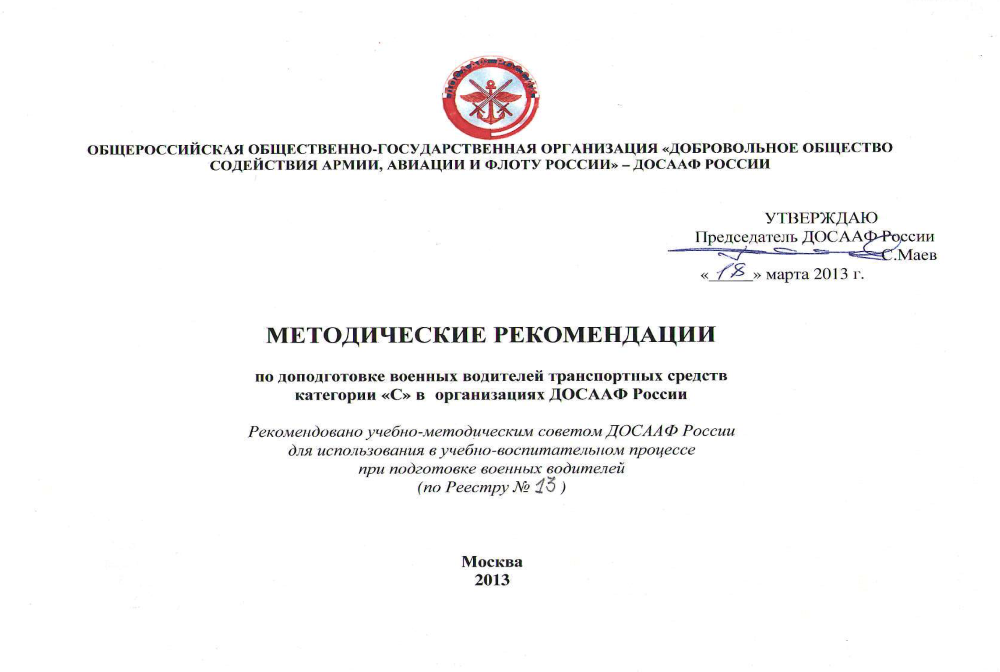 ДОСААФ РОССИИ
ОБЩЕРОССИЙСКАЯ ОБЩЕСТВЕННО-ГОСУДАРСТВЕННАЯ ОРГАНИЗАЦИЯ «ДОБРОВОЛЬНОЕ ОБЩЕСТВО
СОДЕЙСТВИЯ АРМИИ, АВИАЦИИ И ФЛОТУ РОССИИ» – ДОСААФ РОССИИ
УТВЕРЖДАЮ
Председатель ДОСААФ России
С.Маев
«18» марта 2013 г.
МЕТОДИЧЕСКИЕ РЕКОМЕНДАЦИИ
по доподготовке военных водителей транспортных средств
категории «С» в организациях ДОСААФ России
Рекомендовано учебно-методическим советом ДОСААФ России
для использования в учебно-воспитательном процессе
при подготовке военных водителей
(по Реестру № 13 )
Москва
2013